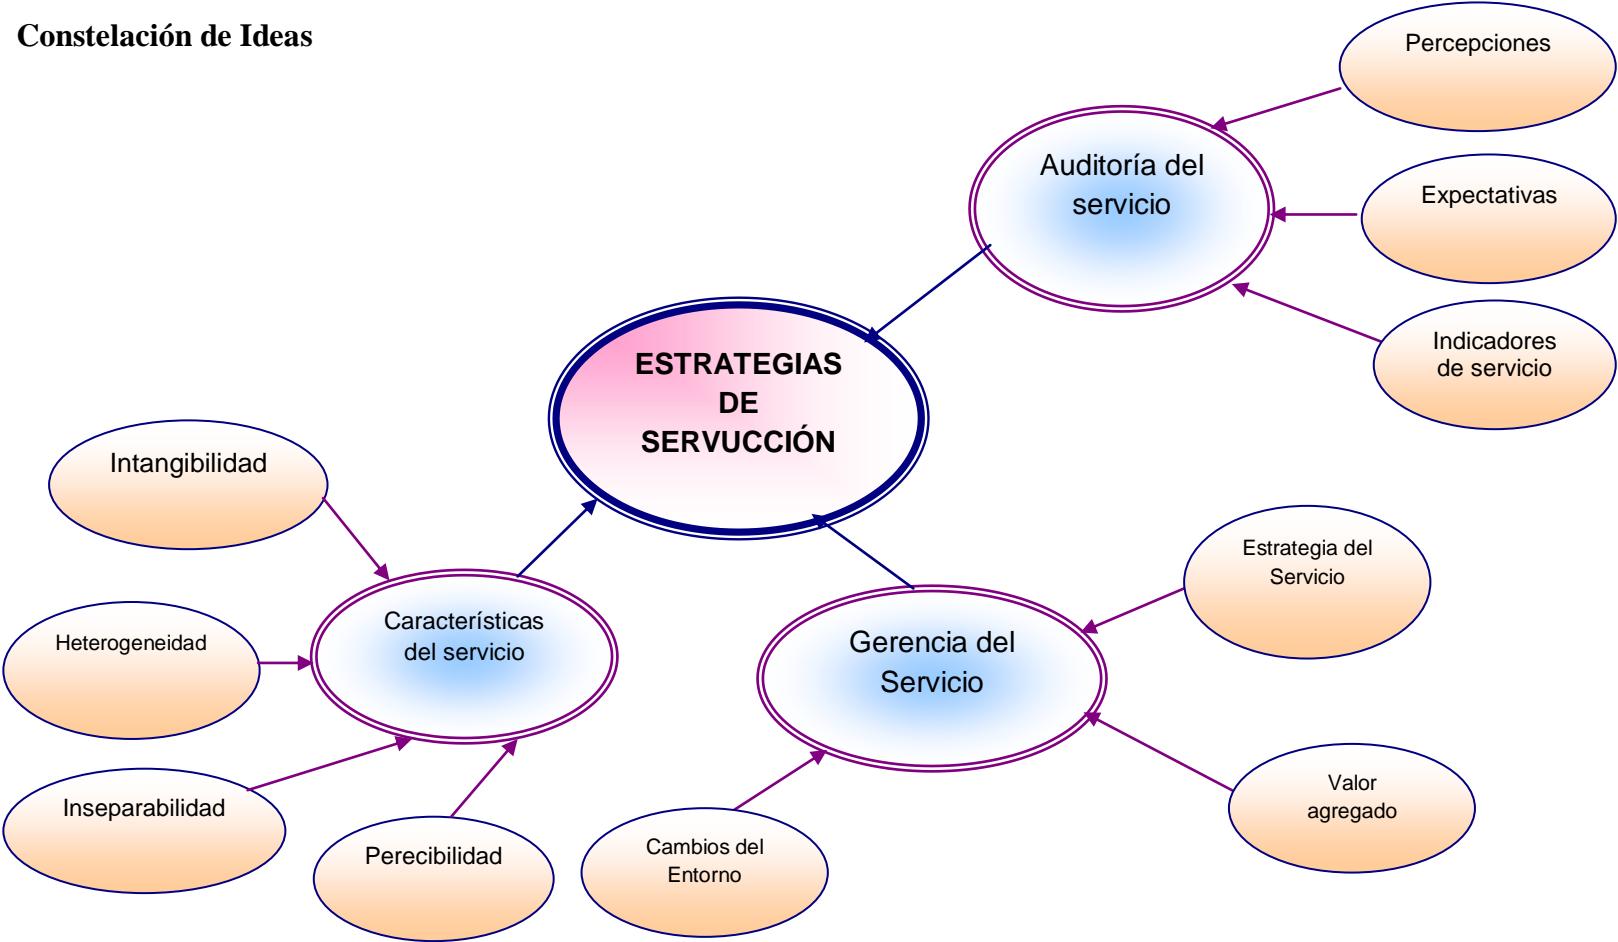 Constelación de Ideas
Percepciones
Auditoría del
servicio
Expectativas
Indicadores
de servicio
ESTRATEGIAS
DE
SERVUCCIÓN
Intangibilidad
Heterogeneidad
Características
del servicio
Inseparabilidad
Perecibilidad
Gerencia del
Servicio
Estrategia del
Servicio
Valor
agregado
Cambios del
Entorno